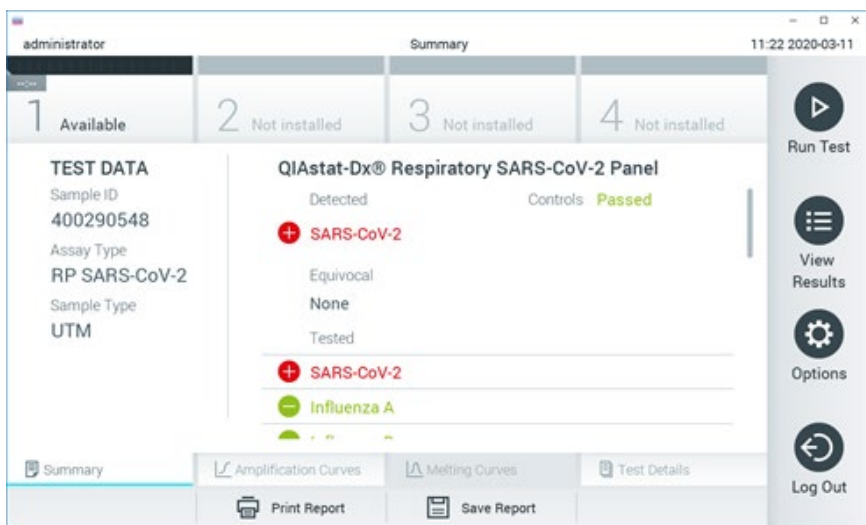 administrator Summary 11:22 2020-03-11
1 Available 2 Not installed 3 Not installed 4 Not installed
Run Test
TEST DATA
Sample ID
400290548
Assay Type
RP SARS-CoV-2
Sample Type
UTM
QIAstat-Dx® Respiratory SARS-CoV-2 Panel
Detected Controls Passed
SARS-CoV-2
Equivocal
None
Tested
SARS-CoV-2
Influenza A
View
Results
Options
Log Out
Summary Amplification Curves Melting Curves Test Details
Print Report Save Report